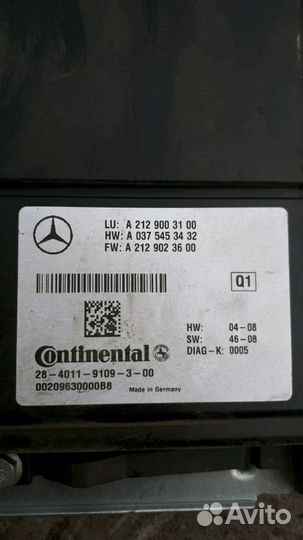 LU: A 212 900 31 00
HW: A 037 545 34 32
FW: A 212 902 36 00
Q1
HW: 04-08
SW: 46-08
DIAG-K: 0005
Continental
28-4011-9109-3-00
00209630000B8
Made in Germany
Avito